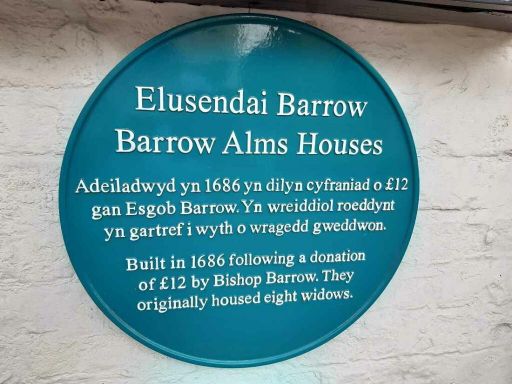 Elusendai Barrow
Barrow Alms Houses
Adeiladwyd yn 1686 yn dilyn cyfraniad o £12
gan Esgob Barrow. Yn wreiddiol roeddynt
yn gartref i wyth o wragedd gweddwon.
Built in 1686 following a donation
of £12 by Bishop Barrow. They
originally housed eight widows.